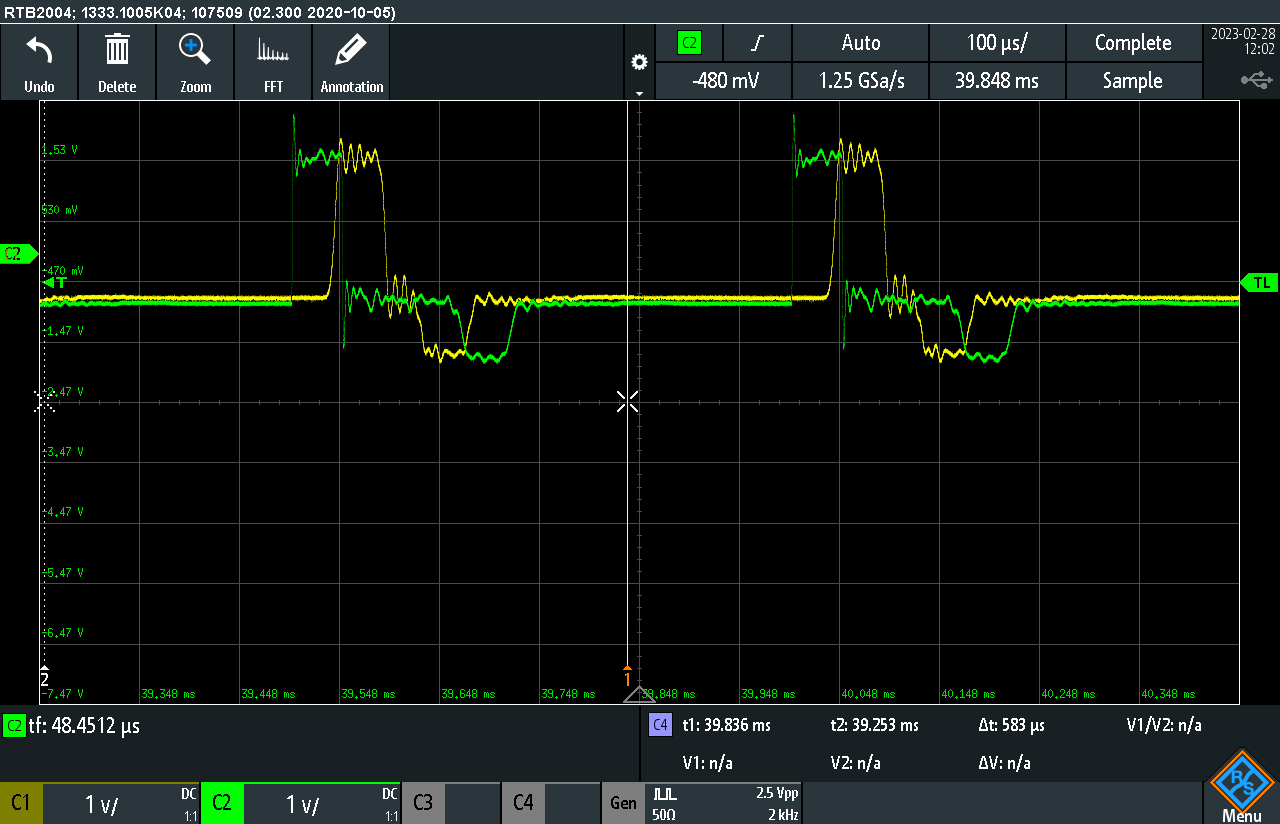 RTB2004; 1333.1005K04; 107509 (02.300 2020-10-05)
Undo
Delete
Zoom
FFT
Annotation
C2
Auto
100 µs/
Complete
2023-02-28
12:02
-480 mV
1.25 GSa/s
39.848 ms
Sample
1.53 V
530 mV
C2
-470 mV
T
TL
-1.47 V
-2.47 V
-3.47 V
-4.47 V
-5.47 V
-6.47 V
2
1
-7.47 V
39.348 ms
39.448 ms
39.548 ms
39.648 ms
39.748 ms
39.848 ms
39.948 ms
40.048 ms
40.148 ms
40.248 ms
40.348 ms
C2 tf: 48.4512 µs
C4 t1: 39.836 ms t2: 39.253 ms Δt: 583 µs V1/V2: n/a
V1: n/a V2: n/a ΔV: n/a
C1 1 V/ DC 1:1
C2 1 V/ DC 1:1
C3
C4
Gen 2.5 Vpp
50Ω 2 kHz
R S
Menu